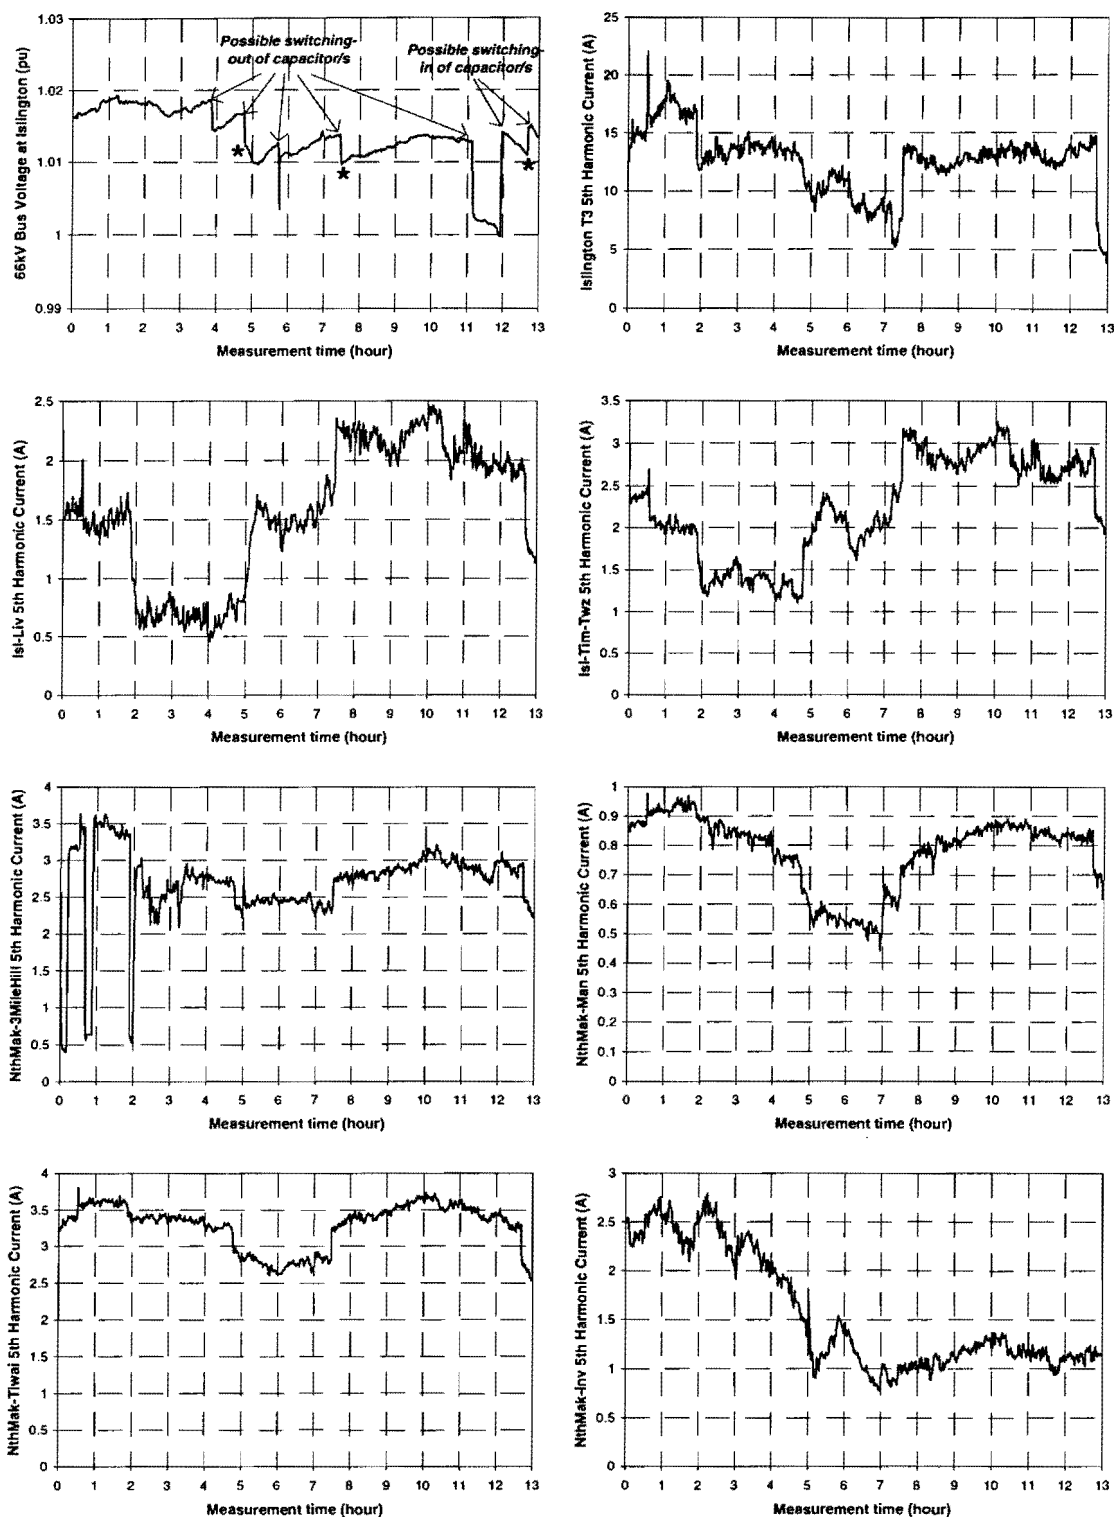 1.03
1.02
1.01
1
0.99
66kV Bus Voltage at Islington (pu)
Possible switching-
out of capacitor/s
Possible switching-
in of capacitor/s
*
*
*
0 1 2 3 4 5 6 7 8 9 10 11 12 13
Measurement time (hour)
25
20
15
10
5
0
Islington T3 5th Harmonic Current (A)
0 1 2 3 4 5 6 7 8 9 10 11 12 13
Measurement time (hour)
2.5
2
1.5
1
0.5
0
Isl-Liv 5th Harmonic Current (A)
0 1 2 3 4 5 6 7 8 9 10 11 12 13
Measurement time (hour)
3.5
3
2.5
2
1.5
1
0.5
0
Isl-Tim-Twz 5th Harmonic Current (A)
0 1 2 3 4 5 6 7 8 9 10 11 12 13
Measurement time (hour)
4
3.5
3
2.5
2
1.5
1
0.5
0
NthMak-3MileHill 5th Harmonic Current (A)
0 1 2 3 4 5 6 7 8 9 10 11 12 13
Measurement time (hour)
1
0.9
0.8
0.7
0.6
0.5
0.4
0.3
0.2
0.1
0
NthMak-Man 5th Harmonic Current (A)
0 1 2 3 4 5 6 7 8 9 10 11 12 13
Measurement time (hour)
4
3.5
3
2.5
2
1.5
1
0.5
0
NthMak-Tiwai 5th Harmonic Current (A)
0 1 2 3 4 5 6 7 8 9 10 11 12 13
Measurement time (hour)
3
2.5
2
1.5
1
0.5
0
NthMak-Inv 5th Harmonic Current (A)
0 1 2 3 4 5 6 7 8 9 10 11 12 13
Measurement time (hour)